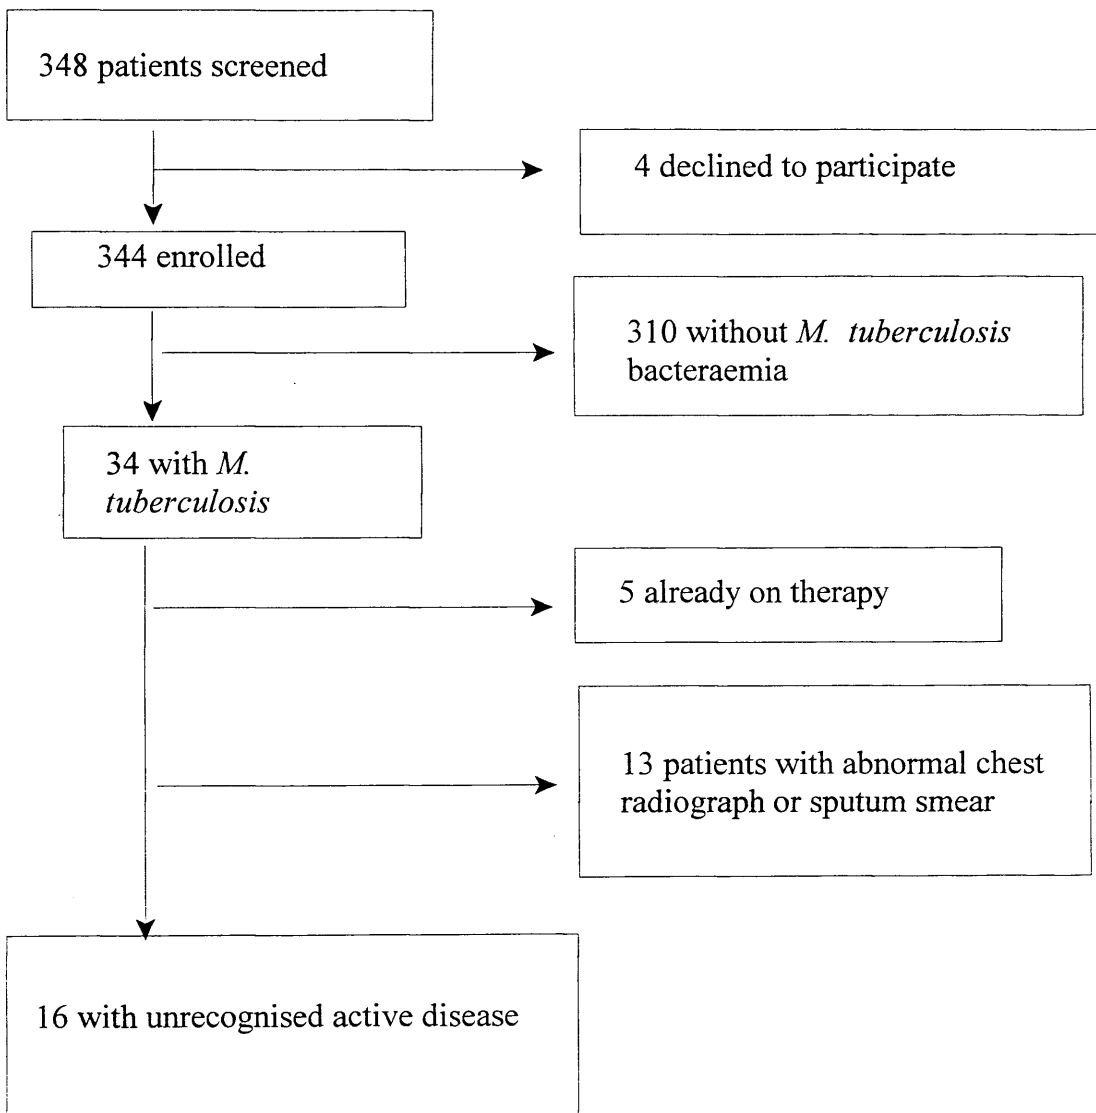 348 patients screened
4 declined to participate
344 enrolled
310 without M. tuberculosis
bacteraemia
34 with M.
tuberculosis
5 already on therapy
13 patients with abnormal chest
radiograph or sputum smear
16 with unrecognised active disease